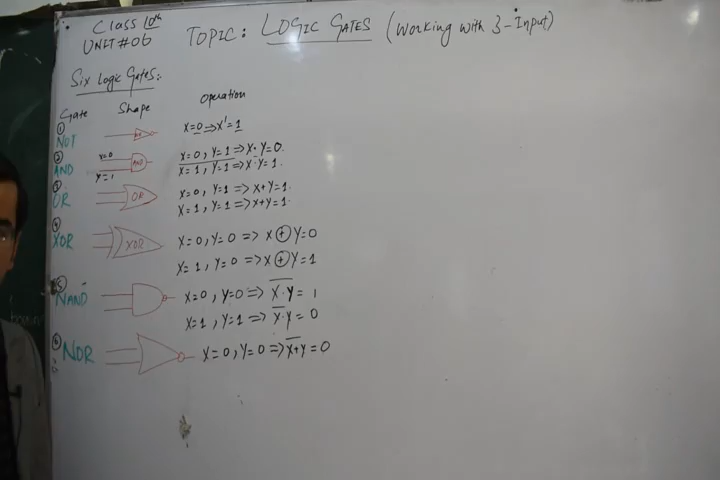 Class 10th
UNIT # 06
TOPIC: LOGIC GATES (Working with 3-Input)
Six Logic Gates:
Gate Shape Operation
① NOT X=0 => X'=1
② AND X=0 Y=1 AND X=0, Y=1 => X·Y=0.
X=1, Y=1 => X·Y=1.
③ OR OR X=0, Y=1 => X+Y=1.
X=1, Y=1 => X+Y=1.
④ XOR XOR X=0, Y=0 => X⊕Y=0
X=1, Y=0 => X⊕Y=1
⑤ NAND X=0, Y=0 => X̅·̅Y̅ = 1
X=1, Y=1 => X̅·Y = 0
⑥ NOR X=0, Y=0 => X̅+̅Y = 0